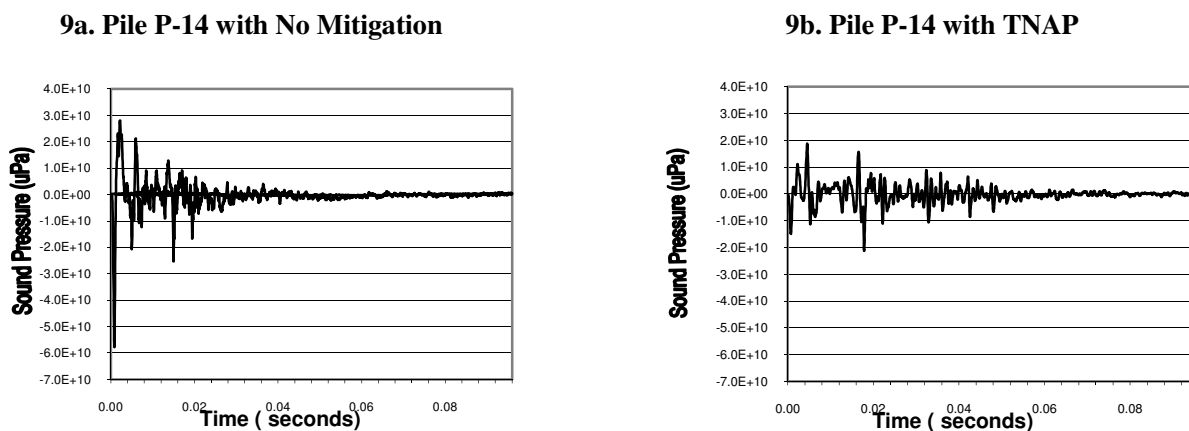 9a. Pile P-14 with No Mitigation
4.0E+10
3.0E+10
2.0E+10
1.0E+10
0.0E+00
-1.0E+10
-2.0E+10
-3.0E+10
-4.0E+10
-5.0E+10
-6.0E+10
-7.0E+10
Sound Pressure (uPa)
0.00 0.02 0.04 0.06 0.08
Time ( seconds)
9b. Pile P-14 with TNAP
4.0E+10
3.0E+10
2.0E+10
1.0E+10
0.0E+00
-1.0E+10
-2.0E+10
-3.0E+10
-4.0E+10
-5.0E+10
-6.0E+10
-7.0E+10
Sound Pressure (uPa)
0.00 0.02 0.04 0.06 0.08
Time ( seconds)